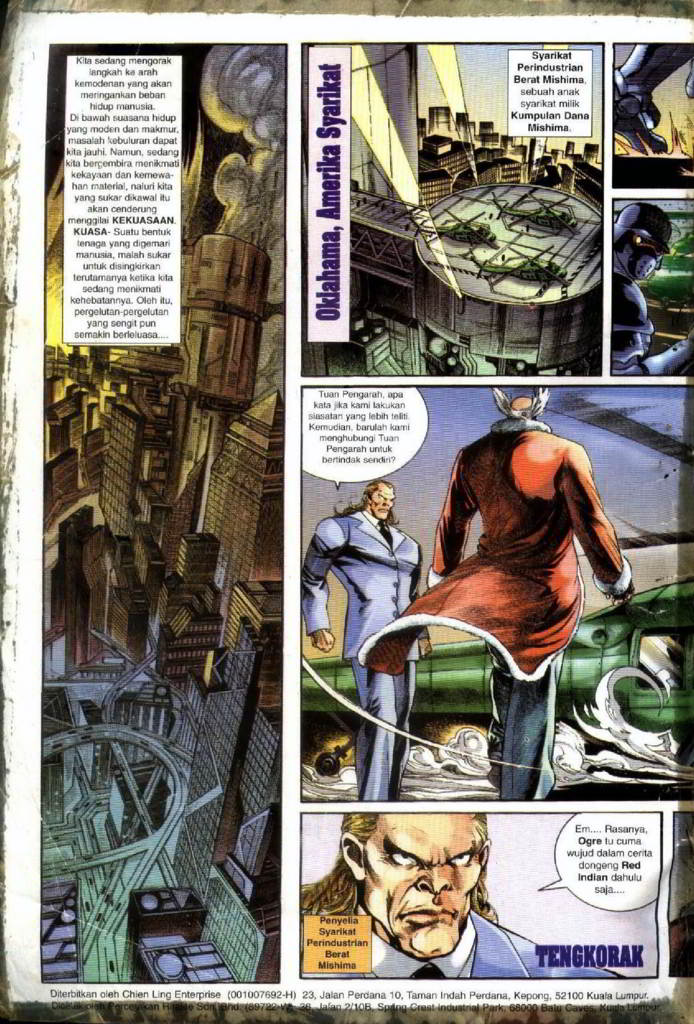 Kita sedang mengorak
langkah ke arah
kemodenan yang akan
meringankan beban
hidup manusia.
Di bawah suasana hidup
yang moden dan makmur,
masalah kebuluran dapat
kita jauhi. Namun, sedang
kita bergembira menikmati
kekayaan dan kemewa-
han material, naluri kita
yang sukar dikawal itu
akan cenderung
menggilai KEKUASAAN.
KUASA- Suatu bentuk
tenaga yang digemari
manusia, malah sukar
untuk disingkirkan
terutamanya ketika kita
sedang menikmati
kehebatannya. Oleh itu,
pergelutan-pergelutan
yang sengit pun
semakin berleluasa....
Oklahama, Amerika Syarikat
Syarikat
Perindustrian
Berat Mishima,
sebuah anak
syarikat milik
Kumpulan Dana
Mishima.
Tuan Pengarah, apa
kata jika kami lakukan
siasatan yang lebih teliti.
Kemudian, barulah kami
menghubungi Tuan
Pengarah untuk
bertindak sendiri?
Em.... Rasanya,
Ogre tu cuma
wujud dalam cerita
dongeng Red
Indian dahulu
saja....
Penyelia
Syarikat
Perindustrian
Berat
Mishima
TENGKORAK
Diterbitkan oleh Chien Ling Enterprise (001007692-H) 23, Jalan Perdana 10, Taman Indah Perdana, Kepong, 52100 Kuala Lumpur.
Dicetak oleh Percetakan Sdn. Bhd. 36, Jalan 2/10B, Spring Crest Industrial Park, 68000 Batu Caves, Kuala Lumpur.